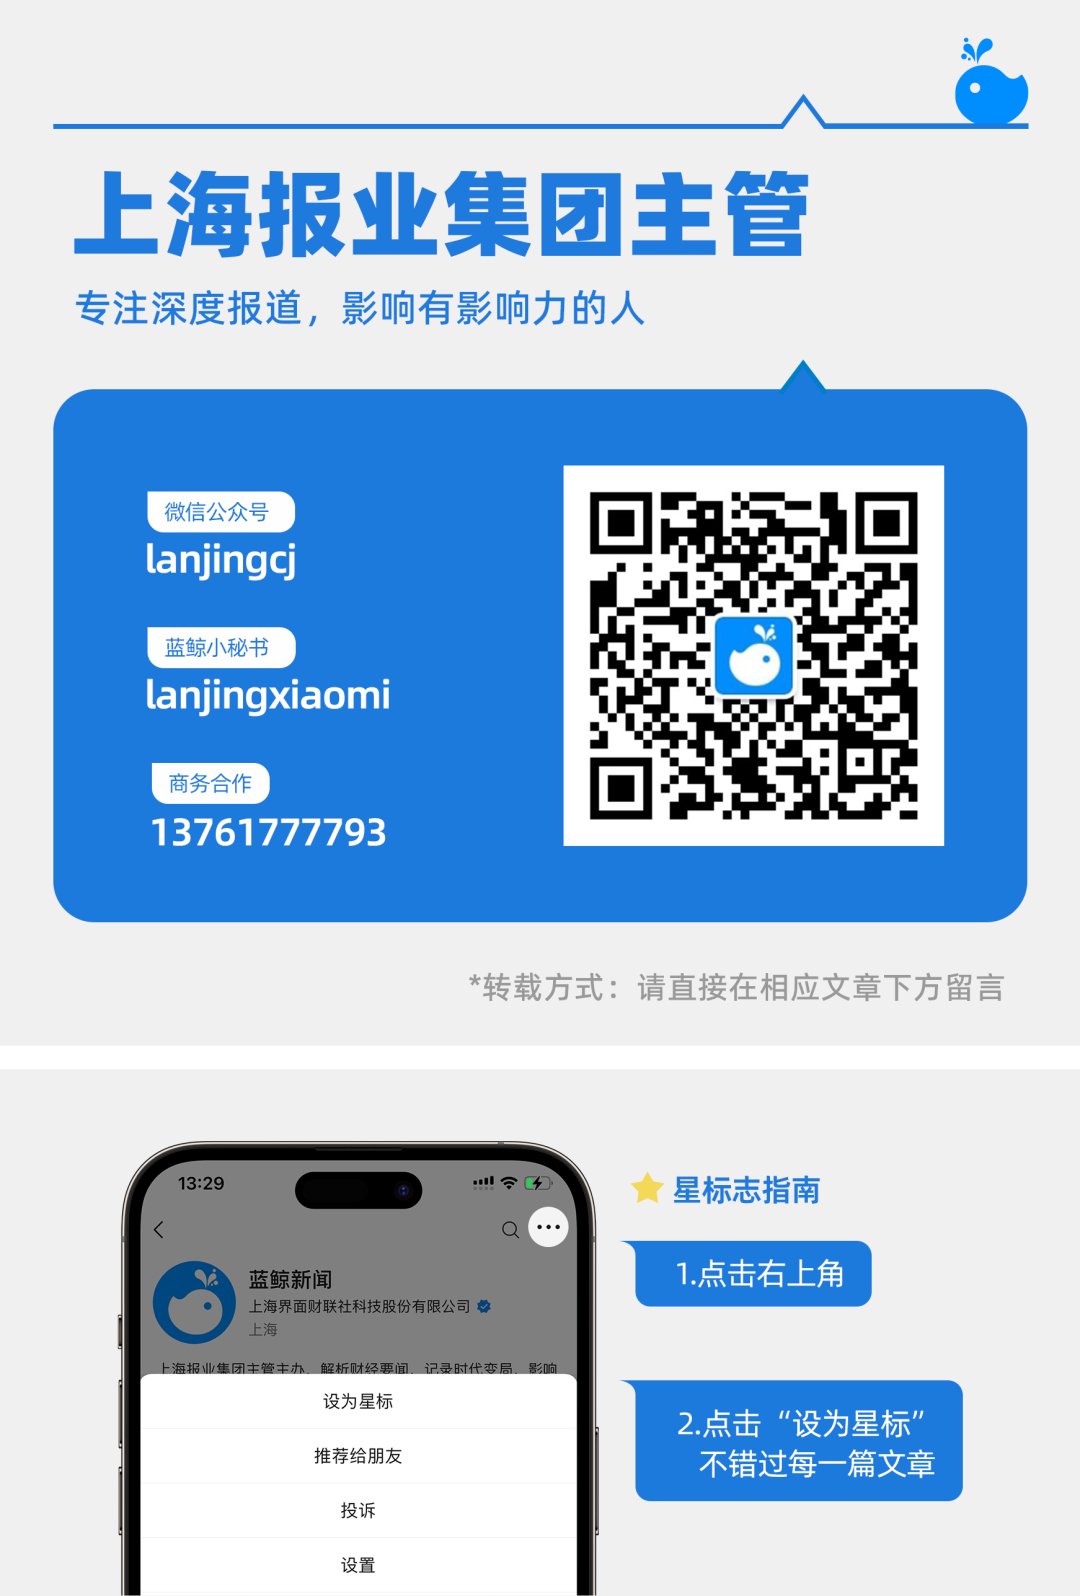 上海报业集团主管
专注深度报道，影响有影响力的人
微信公众号
lanjingcj
蓝鲸小秘书
lanjingxiaomi
商务合作
13761777793
*转载方式：请直接在相应文章下方留言
13:29
星标志指南
蓝鲸新闻
上海界面财联社科技股份有限公司
上海
上海报业集团主管主办，解析财经要闻，记录时代变局，影响
1.点击右上角
设为星标
推荐给朋友
投诉
设置
2.点击“设为星标”
不错过每一篇文章